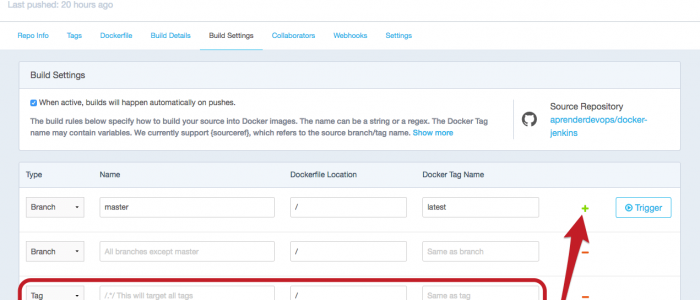 Last pushed: 20 hours ago
Repo Info Tags Dockerfile Build Details Build Settings Collaborators Webhooks Settings
Build Settings
When active, builds will happen automatically on pushes.
The build rules below specify how to build your source into Docker images. The name can be a string or a regex. The Docker Tag
name may contain variables. We currently support {sourceref}, which refers to the source branch/tag name. Show more
Source Repository
aprenderdevops/docker-
jenkins
Type Name Dockerfile Location Docker Tag Name
Branch master / latest + Trigger
Branch All branches except master / Same as branch −
Tag /.*/ This will target all tags / Same as tag −